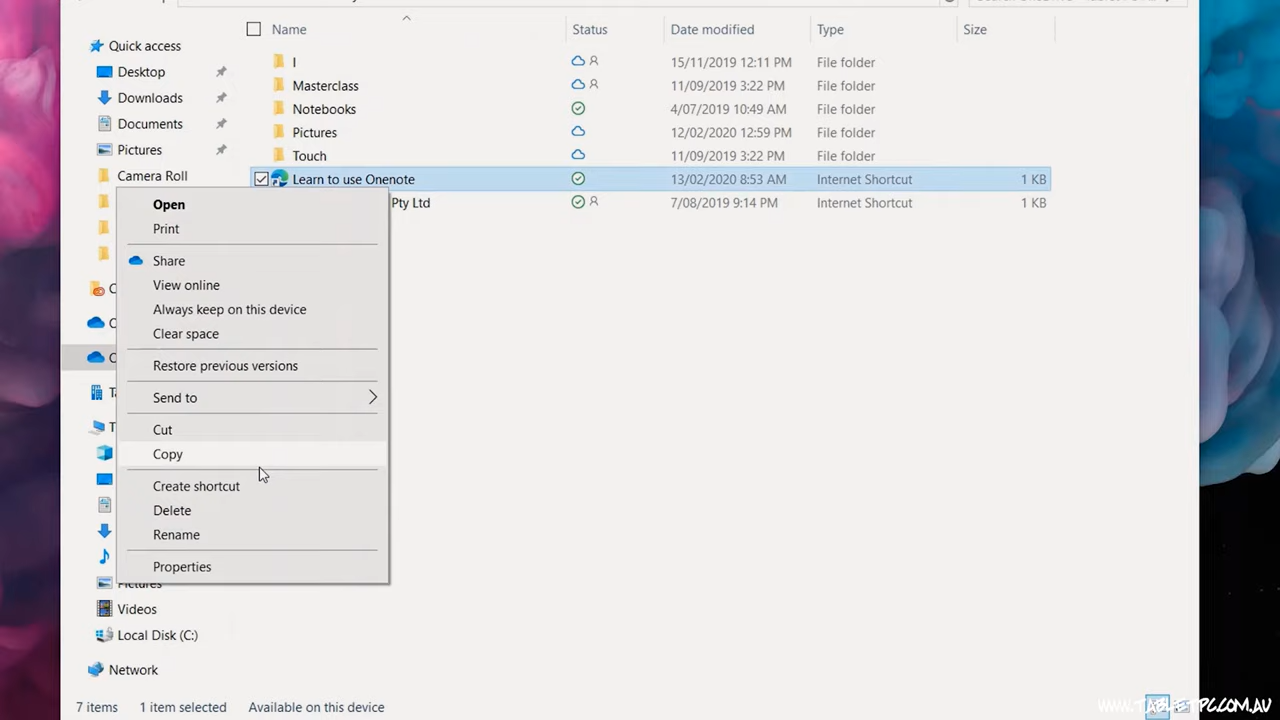 Name Status Date modified Type Size
Quick access
Desktop
Downloads
Documents
Pictures
Camera Roll
I 15/11/2019 12:11 PM File folder
Masterclass 11/09/2019 3:22 PM File folder
Notebooks 4/07/2019 10:49 AM File folder
Pictures 12/02/2020 12:59 PM File folder
Touch 11/09/2019 3:22 PM File folder
Learn to use Onenote 13/02/2020 8:53 AM Internet Shortcut 1 KB
Pty Ltd 7/08/2019 9:14 PM Internet Shortcut 1 KB
Open
Print
Share
View online
Always keep on this device
Clear space
Restore previous versions
Send to
Cut
Copy
Create shortcut
Delete
Rename
Properties
Pictures
Videos
Local Disk (C:)
Network
7 items 1 item selected Available on this device
WWW.TABLETPC.COM.AU